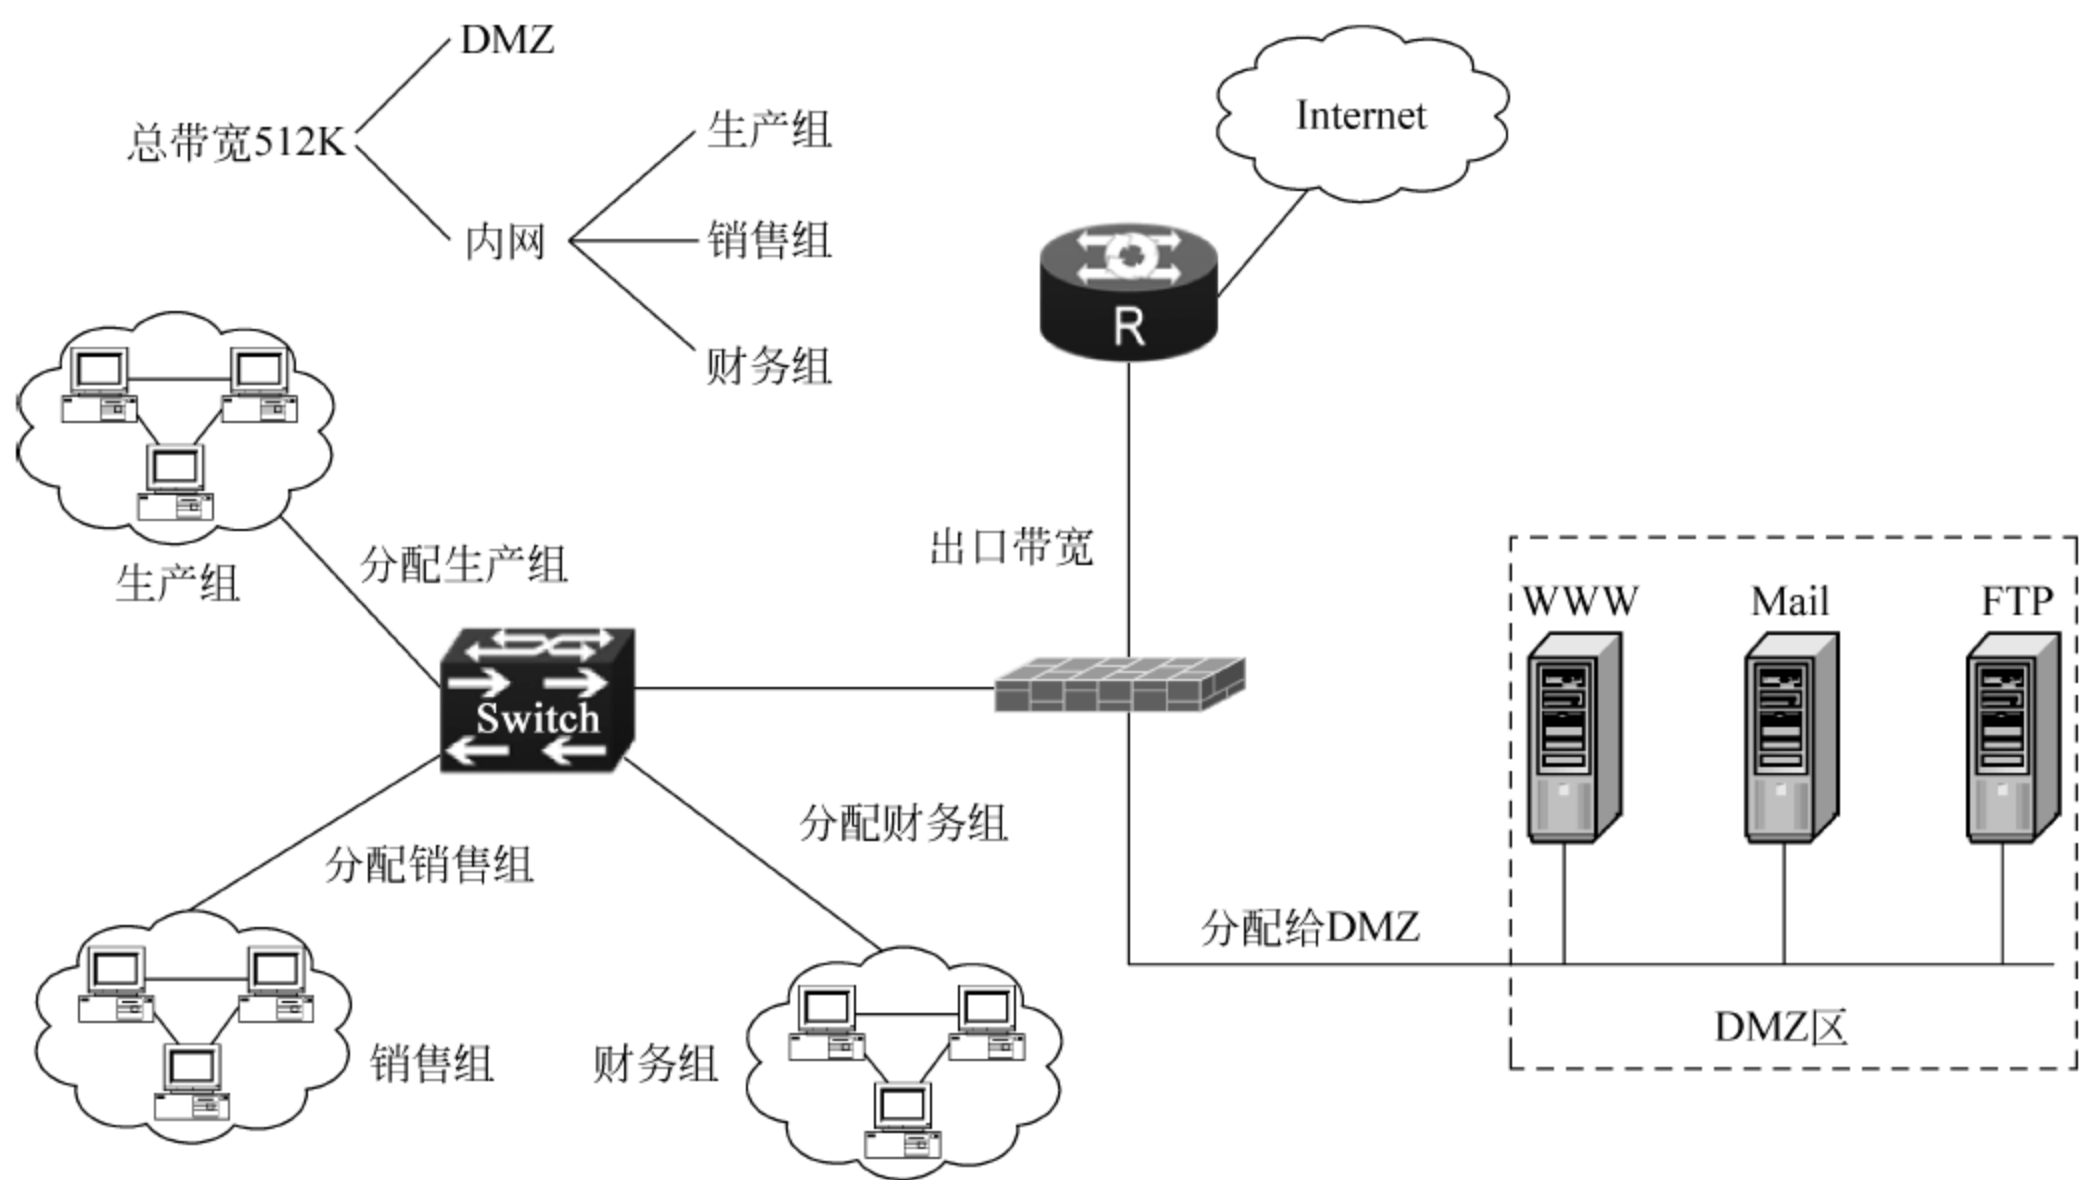 DMZ
总带宽512K
内网
生产组
销售组
财务组
Internet
R
生产组
分配生产组
出口带宽
Switch
WWW
Mail
FTP
分配销售组
分配财务组
分配给DMZ
销售组
财务组
DMZ区